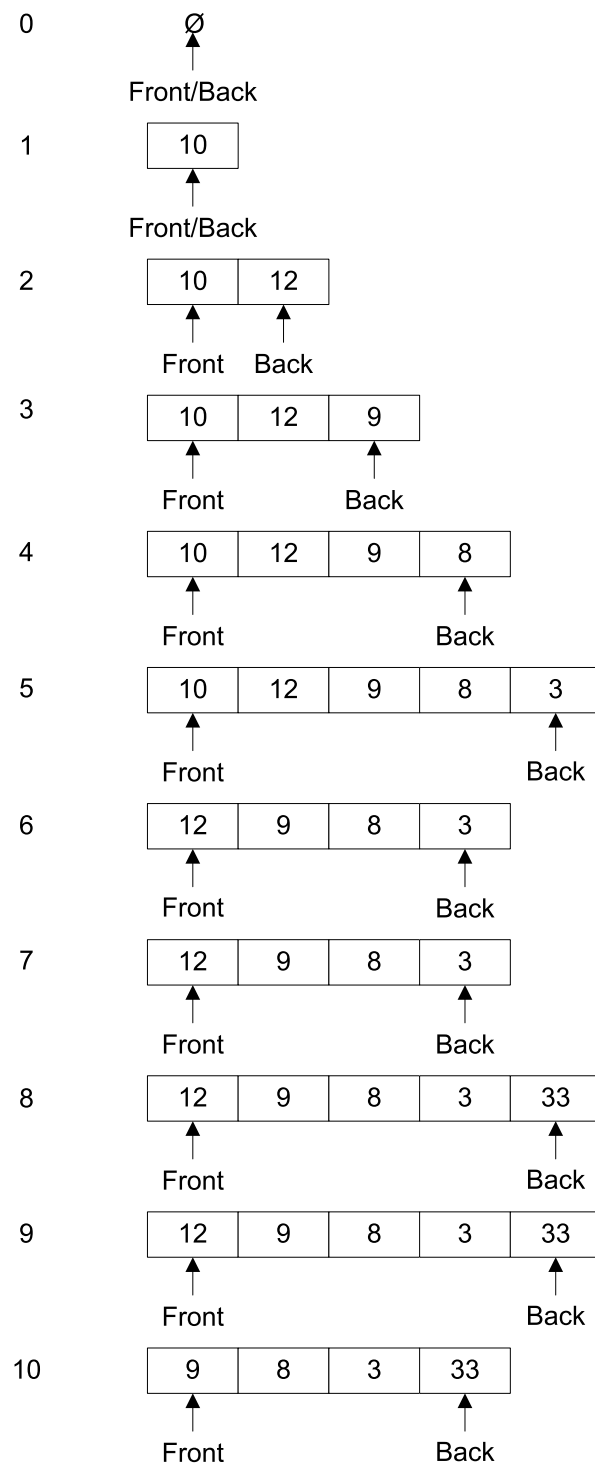 0 Ø
Front/Back
1 10
Front/Back
2 10 12
Front Back
3 10 12 9
Front Back
4 10 12 9 8
Front Back
5 10 12 9 8 3
Front Back
6 12 9 8 3
Front Back
7 12 9 8 3
Front Back
8 12 9 8 3 33
Front Back
9 12 9 8 3 33
Front Back
10 9 8 3 33
Front Back